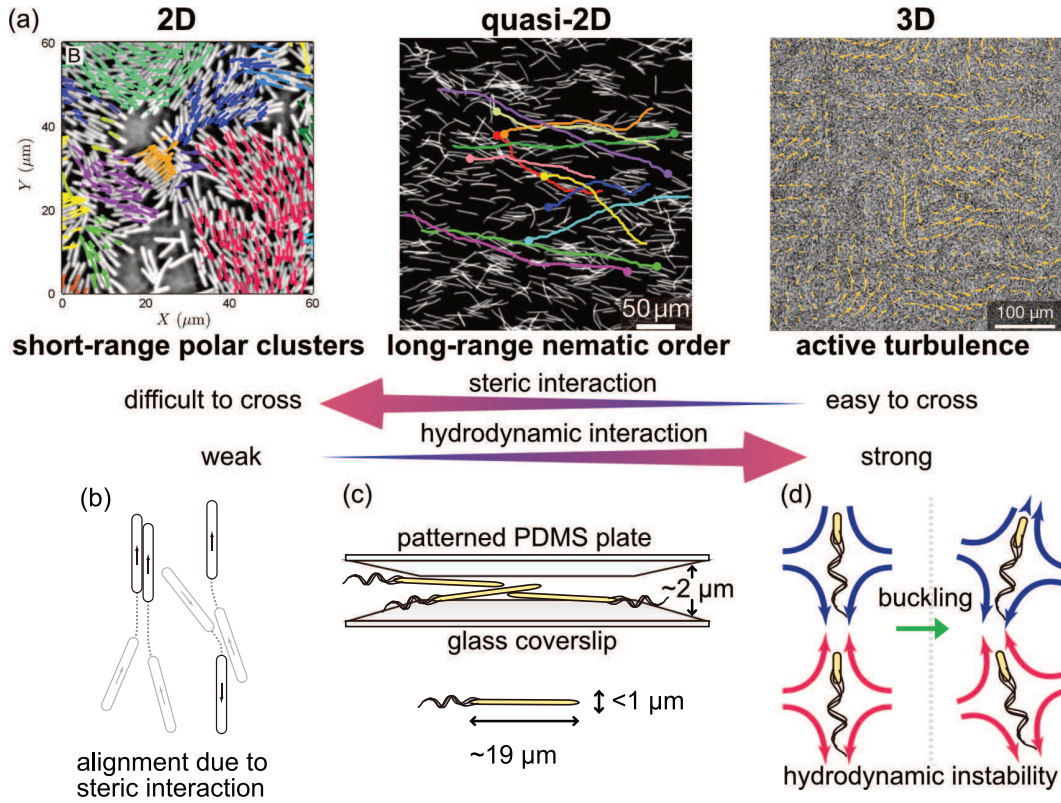 (a)
2D
quasi-2D
3D
B
60
40
20
0
Y (μm)
0
20
40
60
X (μm)
50 μm
100 μm
short-range polar clusters
long-range nematic order
active turbulence
difficult to cross
steric interaction
easy to cross
weak
hydrodynamic interaction
strong
(b)
alignment due to
steric interaction
(c)
patterned PDMS plate
~2 μm
glass coverslip
<1 μm
~19 μm
(d)
buckling
hydrodynamic instability